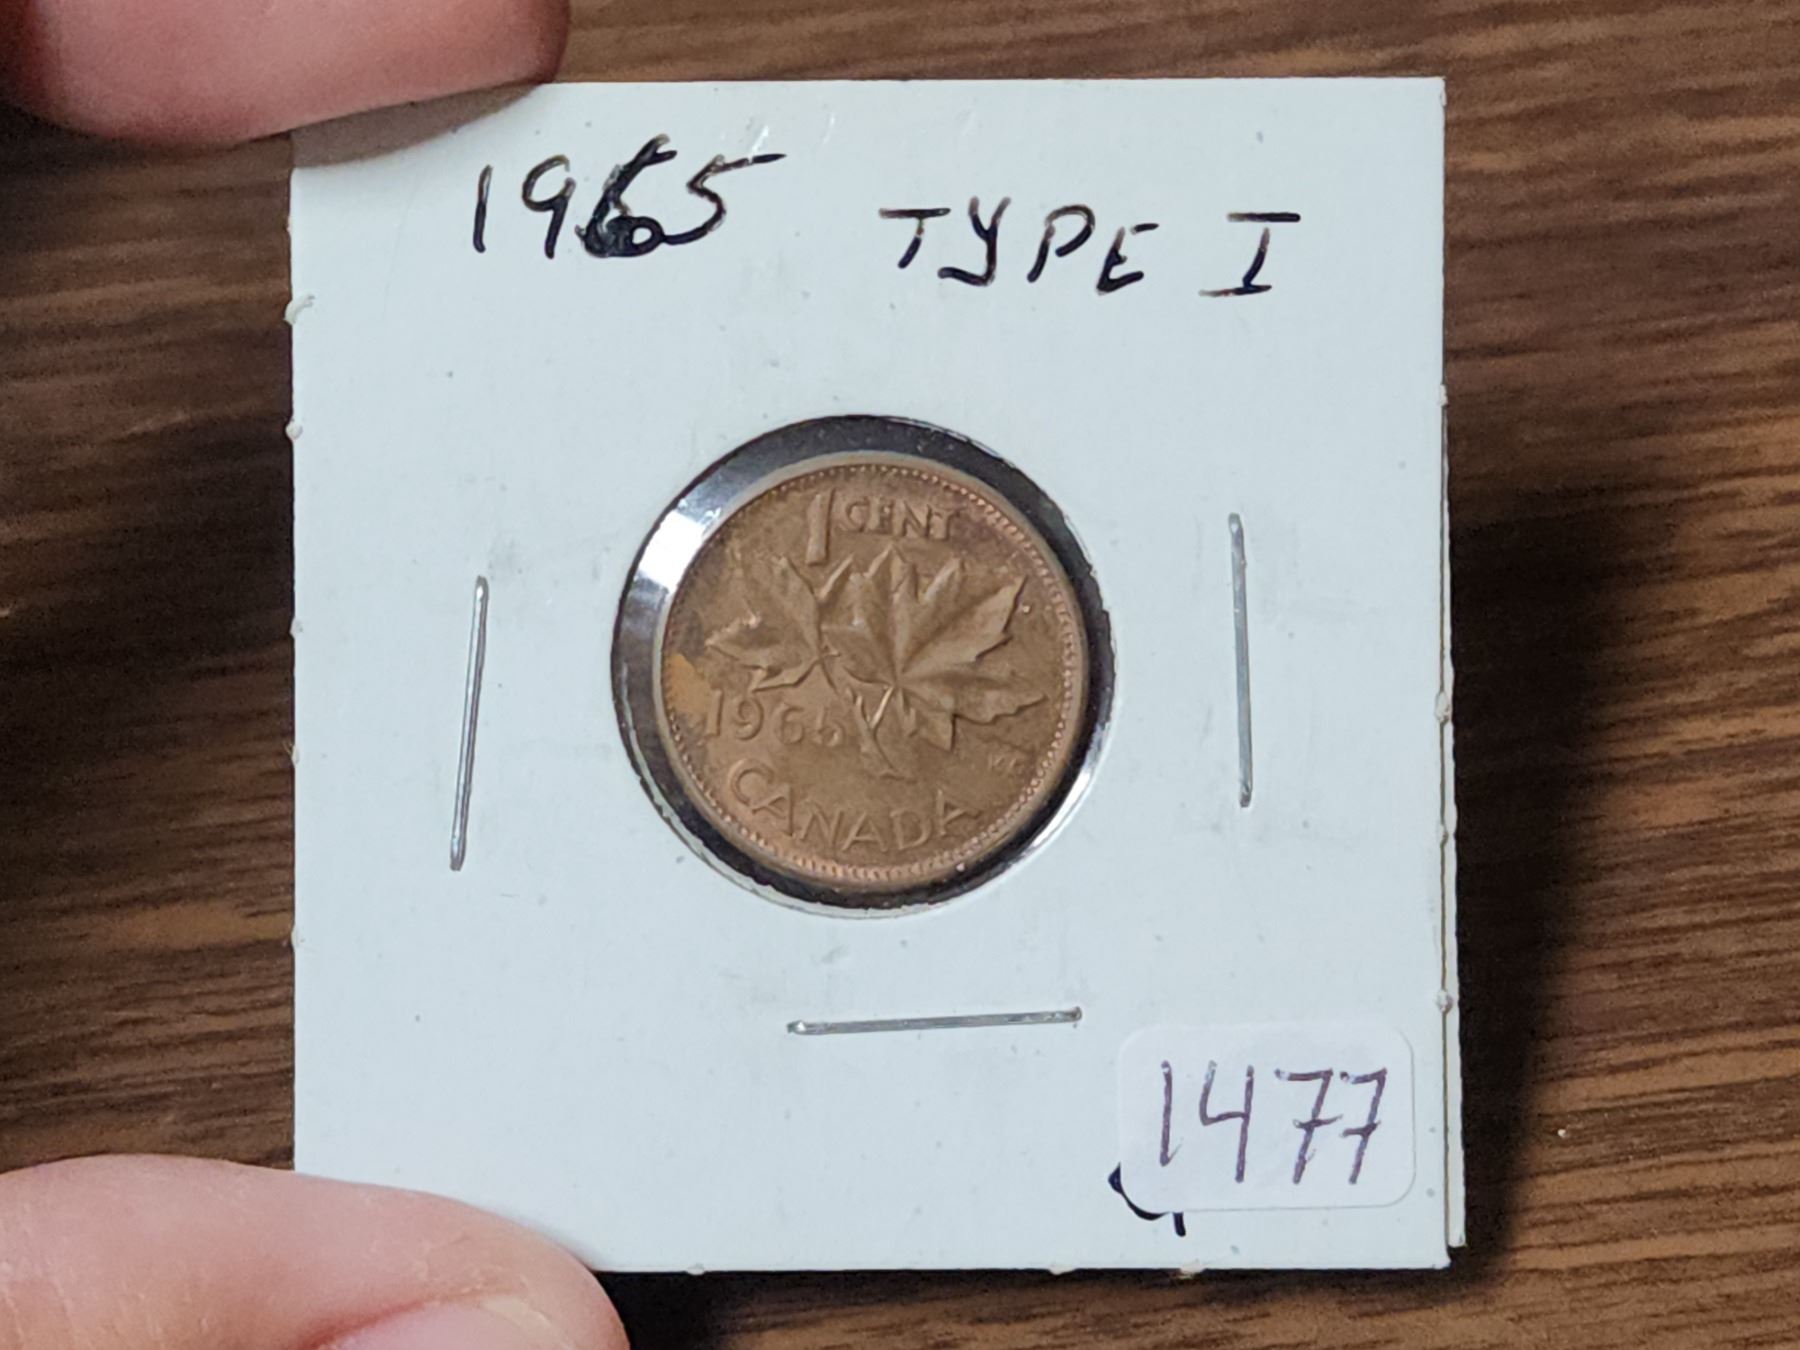 1965 TYPE I
1 CENT
1965
CANADA
1477